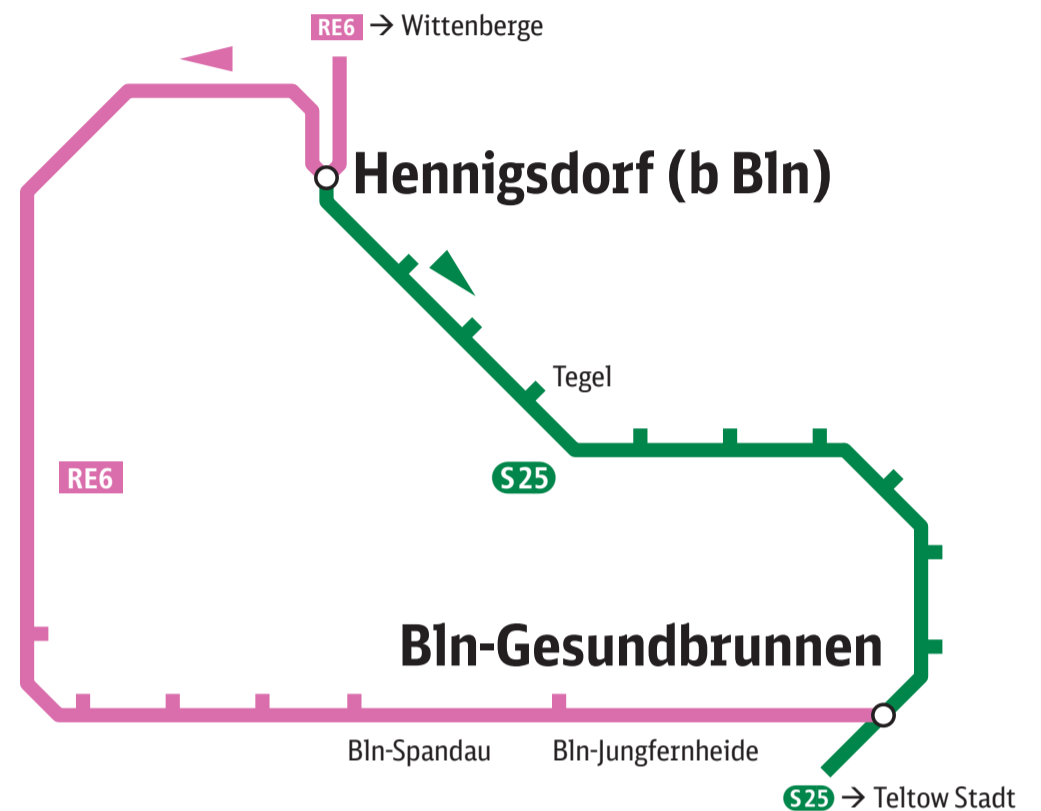 RE6 → Wittenberge
Hennigsdorf (b Bln)
Tegel
RE6
S25
Bln-Gesundbrunnen
Bln-Spandau
Bln-Jungfernheide
S25 → Teltow Stadt